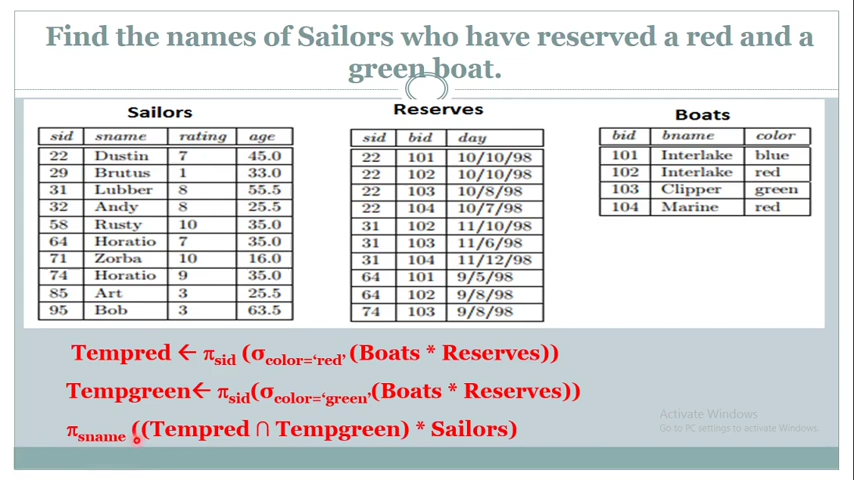 Find the names of Sailors who have reserved a red and a
green boat.
Sailors
sid sname rating age
22 Dustin 7 45.0
29 Brutus 1 33.0
31 Lubber 8 55.5
32 Andy 8 25.5
58 Rusty 10 35.0
64 Horatio 7 35.0
71 Zorba 10 16.0
74 Horatio 9 35.0
85 Art 3 25.5
95 Bob 3 63.5
Reserves
sid bid day
22 101 10/10/98
22 102 10/10/98
22 103 10/8/98
22 104 10/7/98
31 102 11/10/98
31 103 11/6/98
31 104 11/12/98
64 101 9/5/98
64 102 9/8/98
74 103 9/8/98
Boats
bid bname color
101 Interlake blue
102 Interlake red
103 Clipper green
104 Marine red
Tempred ← π sid (σ color=‘red’ (Boats * Reserves))
Tempgreen← π sid(σ color=‘green’(Boats * Reserves))
π sname ((Tempred ∩ Tempgreen) * Sailors)
Activate Windows
Go to PC settings to activate Windows.